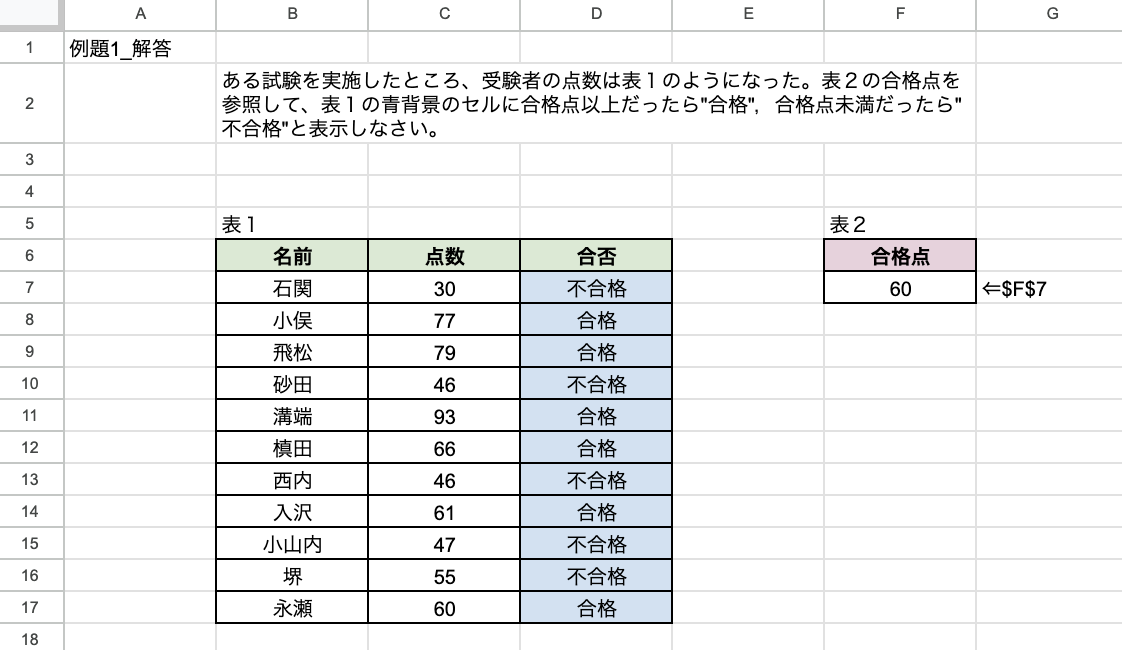 A B C D E F G
1 例題1_解答
2 ある試験を実施したところ、受験者の点数は表１のようになった。表２の合格点を
参照して、表１の青背景のセルに合格点以上だったら"合格"，合格点未満だったら"
不合格"と表示しなさい。
3
4
5 表１ 表２
6 名前 点数 合否 合格点
7 石関 30 不合格 60 ⇐$F$7
8 小俣 77 合格
9 飛松 79 合格
10 砂田 46 不合格
11 溝端 93 合格
12 槙田 66 合格
13 西内 46 不合格
14 入沢 61 合格
15 小山内 47 不合格
16 堺 55 不合格
17 永瀬 60 合格
18